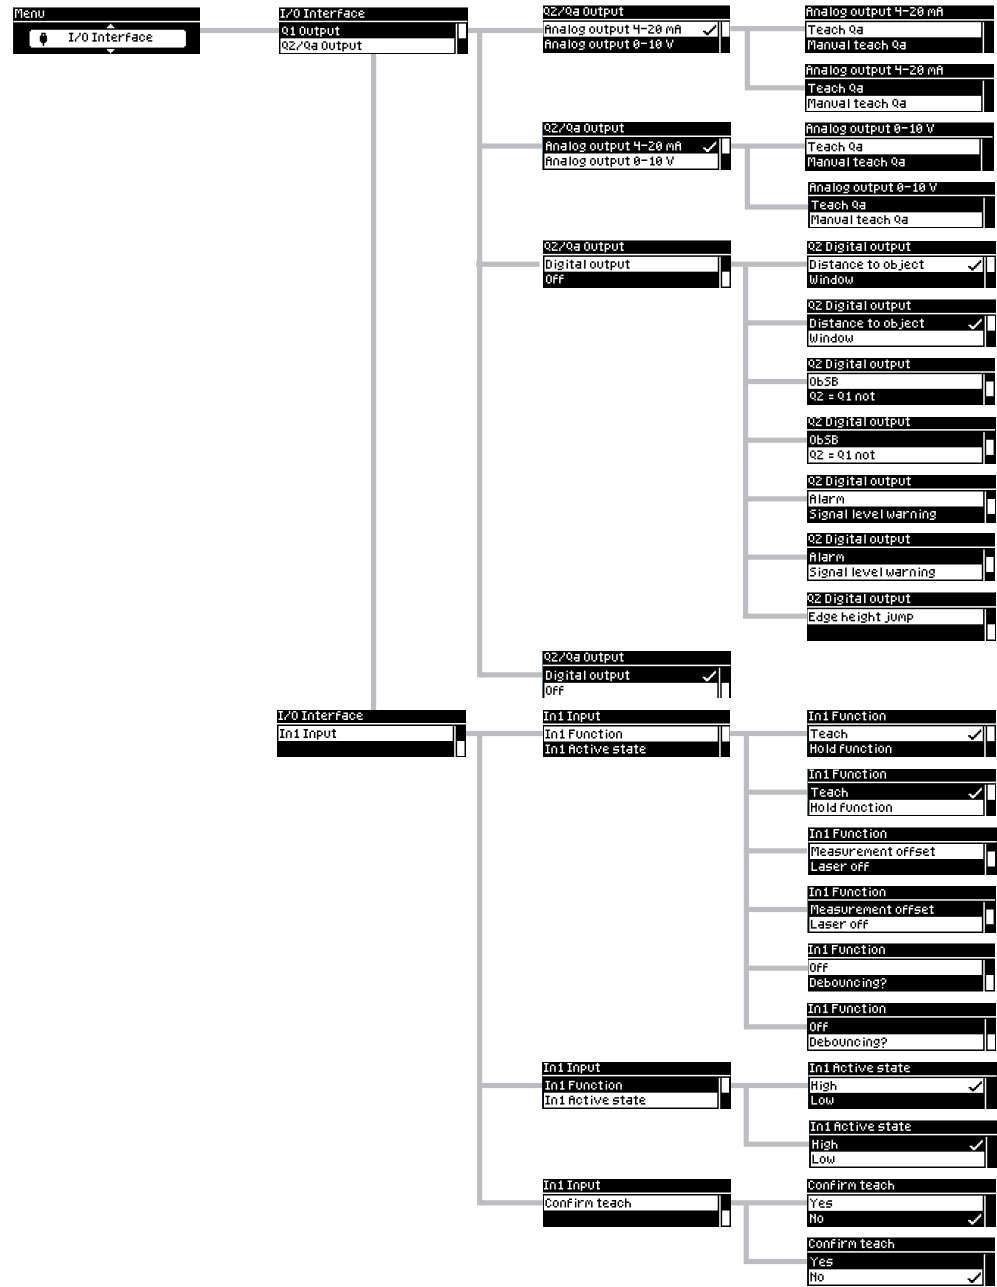 Menu
I/O Interface
I/O Interface
Q1 Output
Q2/Qa Output
Q2/Qa Output
Analog output 4-20 mA
Analog output 0-10 V
Analog output 4-20 mA
Teach Qa
Manual teach Qa
Analog output 4-20 mA
Teach Qa
Manual teach Qa
Q2/Qa Output
Analog output 4-20 mA
Analog output 0-10 V
Analog output 0-10 V
Teach Qa
Manual teach Qa
Analog output 0-10 V
Teach Qa
Manual teach Qa
Q2/Qa Output
Digital output
Off
Q2 Digital output
Distance to object
Window
Q2 Digital output
Distance to object
Window
Q2 Digital output
ObSB
Q2 = Q1 not
Q2 Digital output
ObSB
Q2 = Q1 not
Q2 Digital output
Alarm
Signal level warning
Q2 Digital output
Alarm
Signal level warning
Q2 Digital output
Edge height jump
Q2/Qa Output
Digital output
Off
I/O Interface
In1 Input
In1 Input
In1 Function
In1 Active state
In1 Function
Teach
Hold function
In1 Function
Teach
Hold function
In1 Function
Measurement offset
Laser off
In1 Function
Measurement offset
Laser off
In1 Function
Off
Debouncing?
In1 Function
Off
Debouncing?
In1 Input
In1 Function
In1 Active state
In1 Active state
High
Low
In1 Active state
High
Low
In1 Input
Confirm teach
Confirm teach
Yes
No
Confirm teach
Yes
No